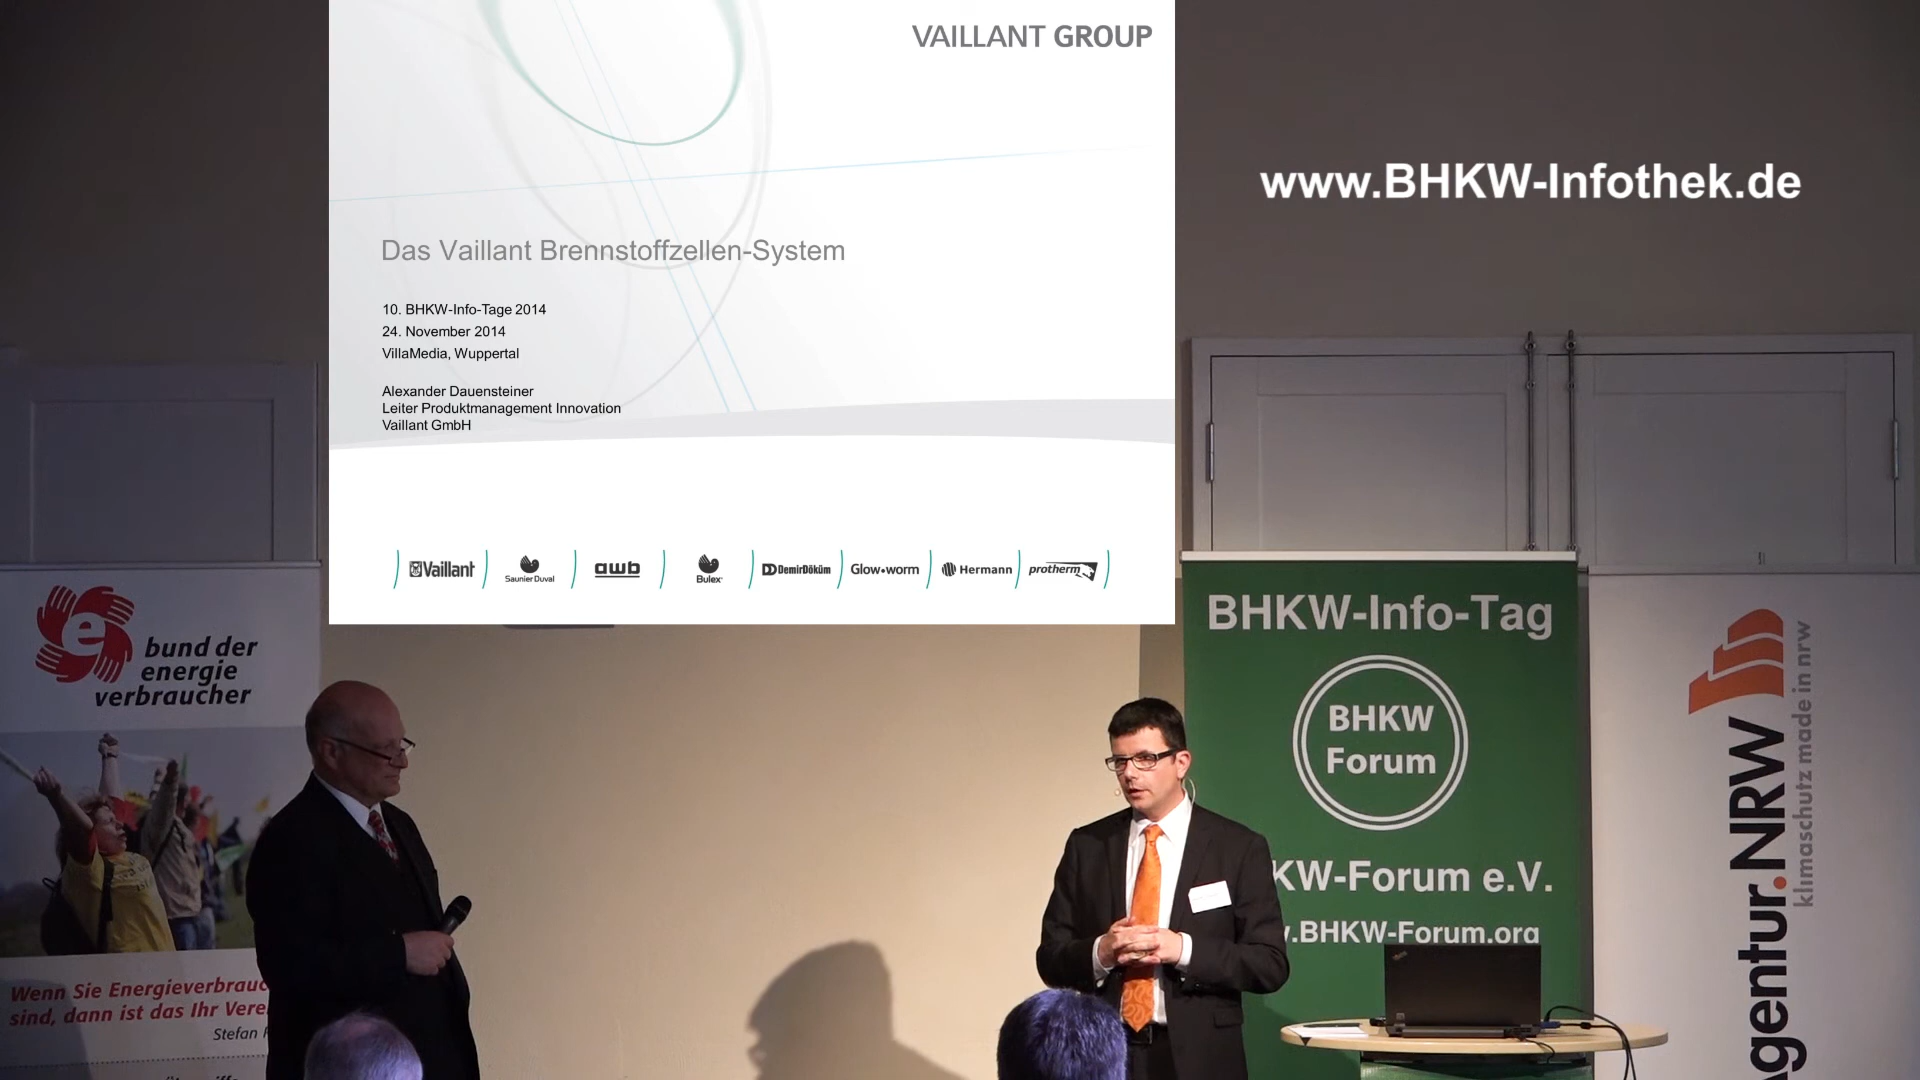 VAILLANT GROUP
www.BHKW-Infothek.de
Das Vaillant Brennstoffzellen-System
10. BHKW-Info-Tage 2014
24. November 2014
VillaMedia, Wuppertal
Alexander Dauensteiner
Leiter Produktmanagement Innovation
Vaillant GmbH
Vaillant
Saunier Duval
awb
Bulex
DemirDöküm
Glow-worm
Hermann
protherm
e
bund der
energie
verbraucher
Wenn Sie Energieverbrauc
sind, dann ist das Ihr Vere
Stefan
BHKW-Info-Tag
BHKW
Forum
KW-Forum e.V.
.BHKW-Forum.org
gentur.NRW
klimaschutz made in nrw